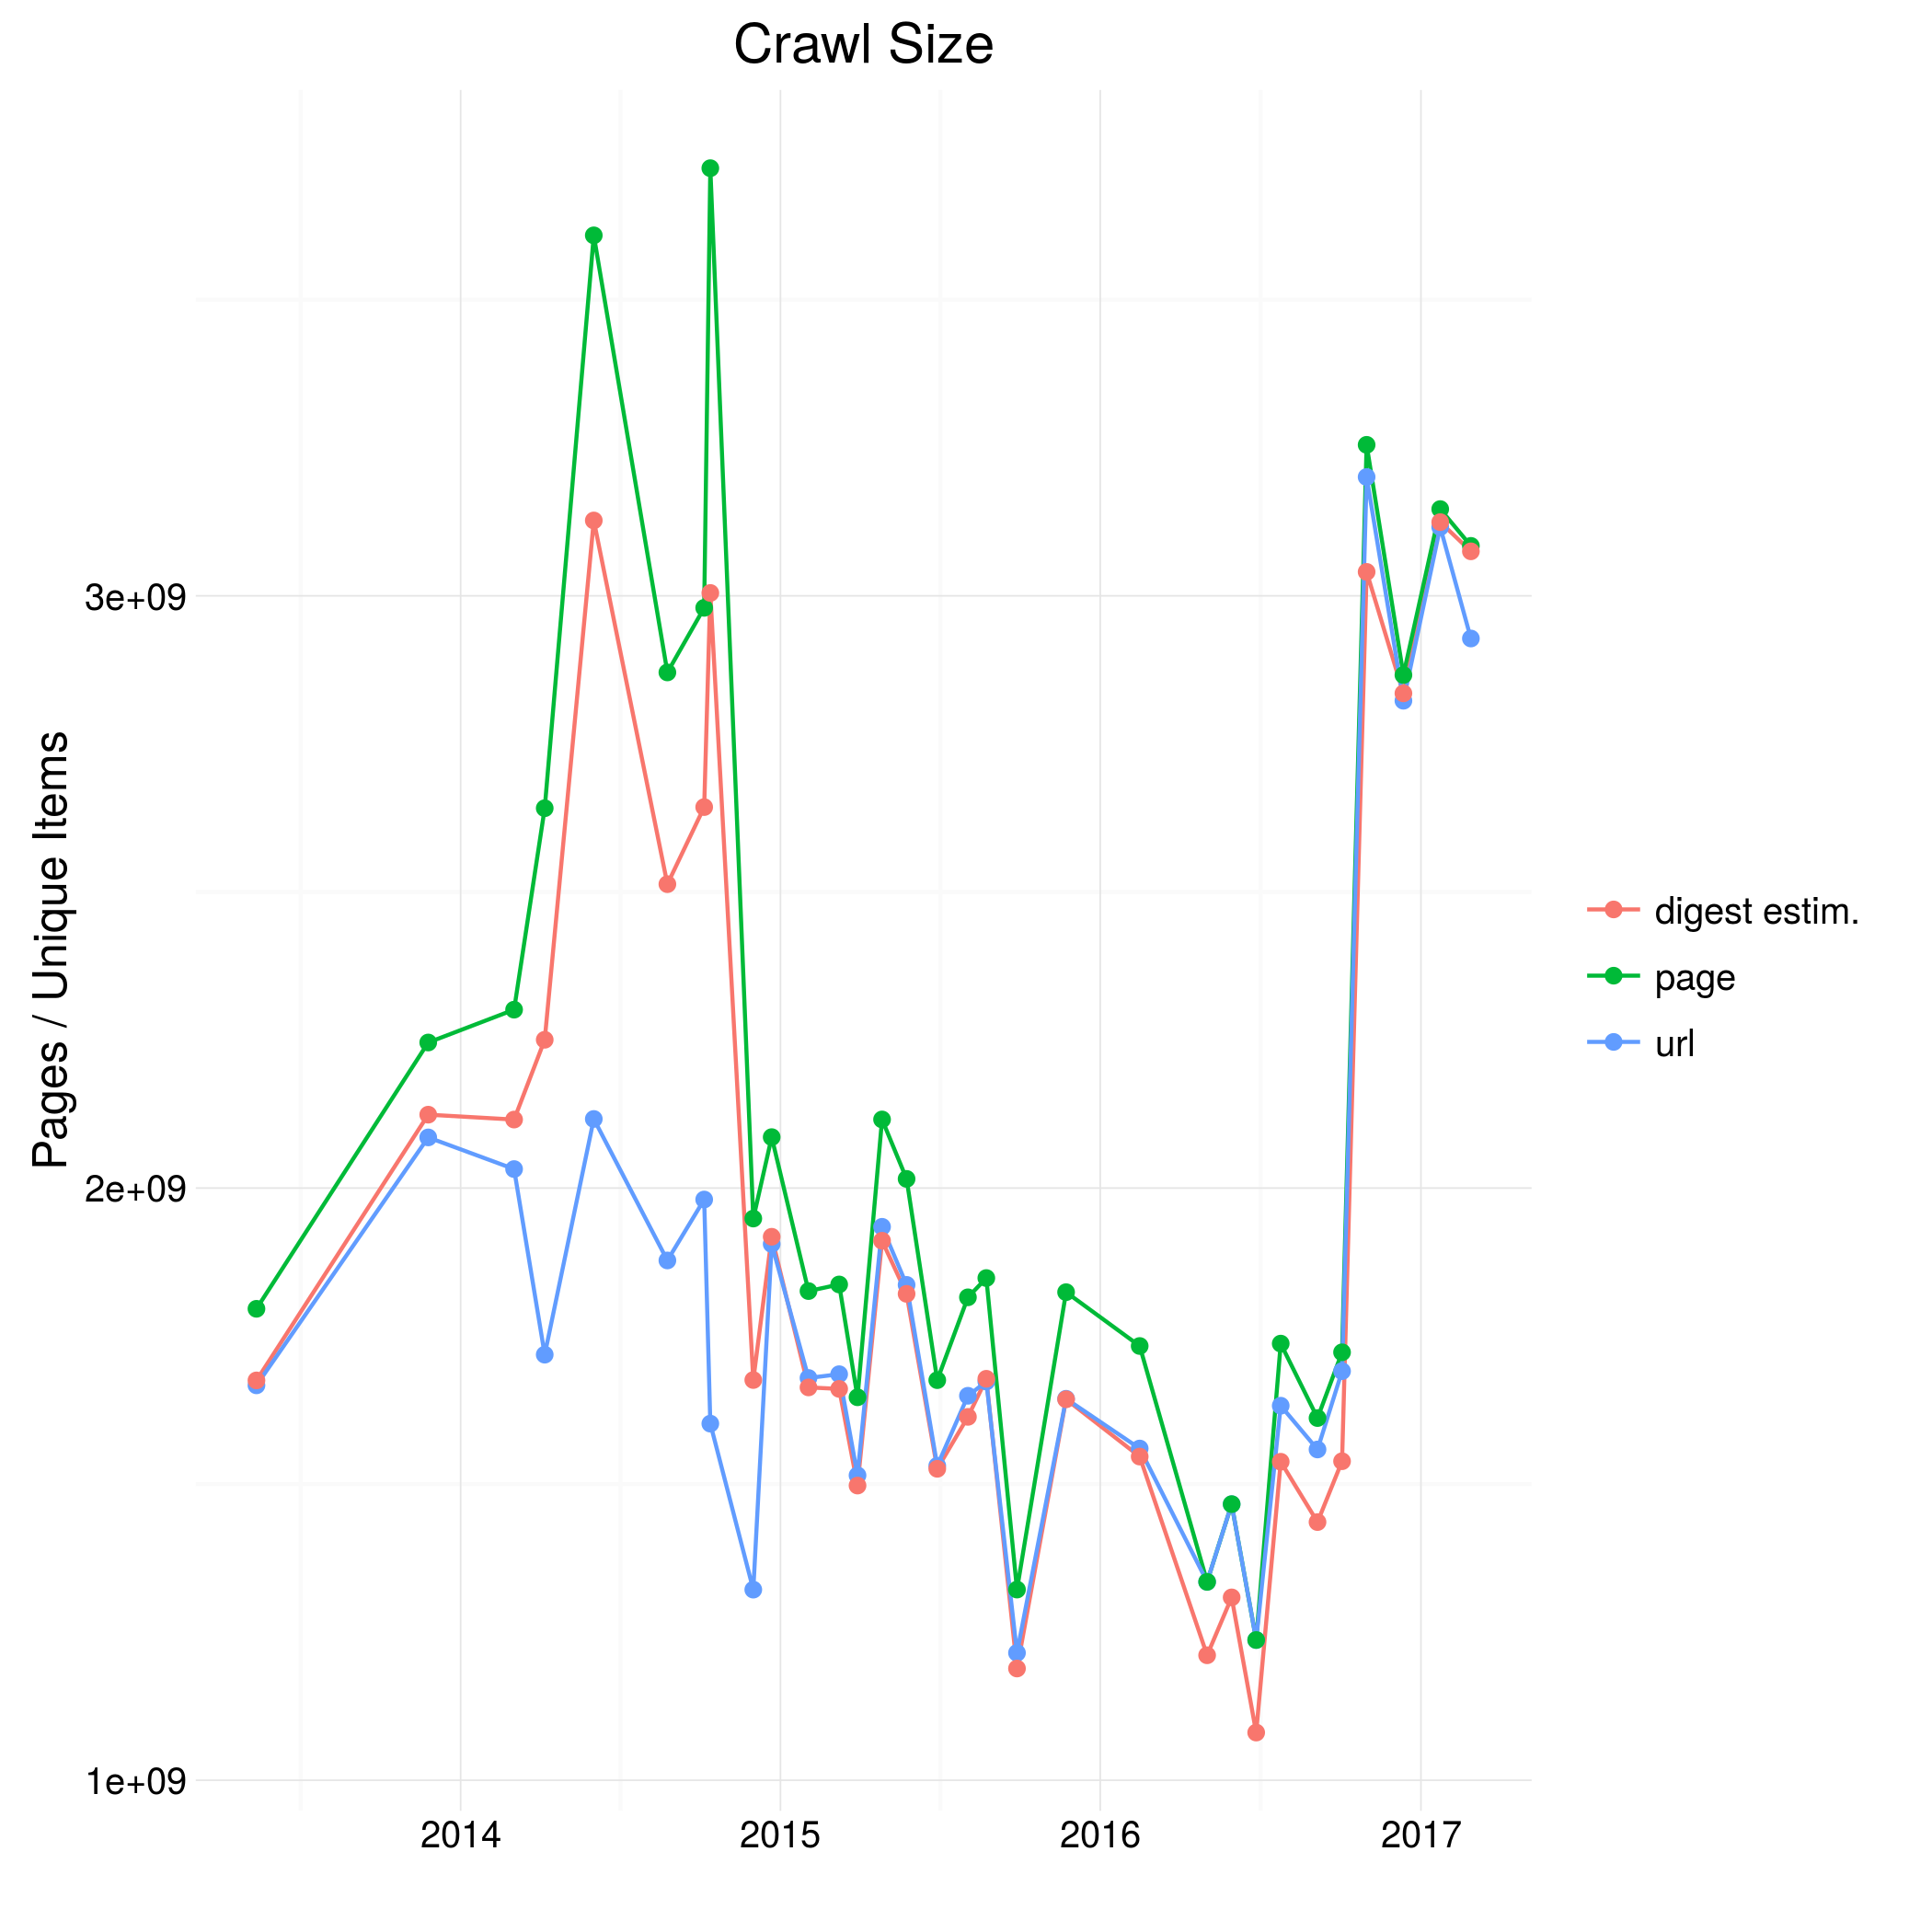 Crawl Size
Pages / Unique Items
3e+09
2e+09
1e+09
2014
2015
2016
2017
digest estim.
page
url